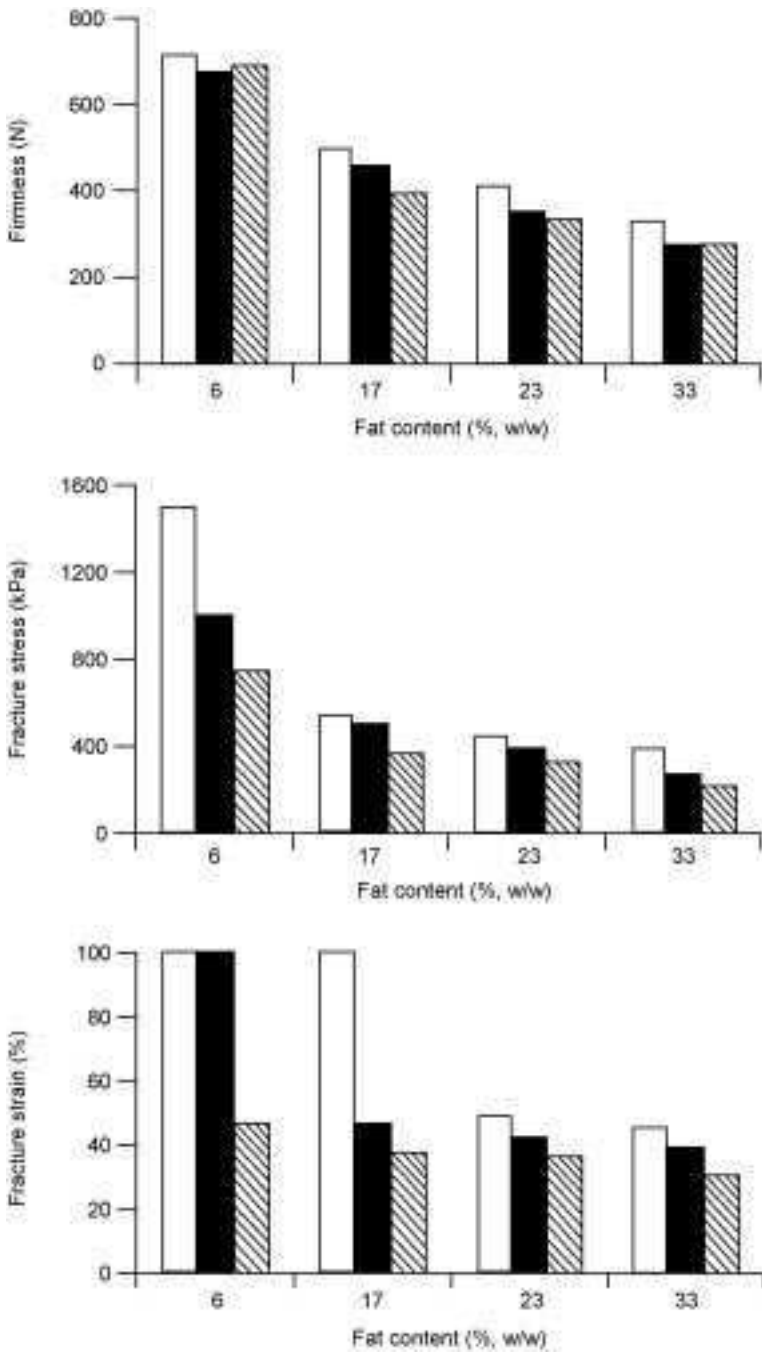 800
600
400
200
0
Firmness (N)
6 17 23 33
Fat content (%, w/w)
1600
1200
800
400
0
Fracture stress (kPa)
6 17 23 33
Fat content (%, w/w)
100
80
60
40
20
0
Fracture strain (%)
6 17 23 33
Fat content (%, w/w)